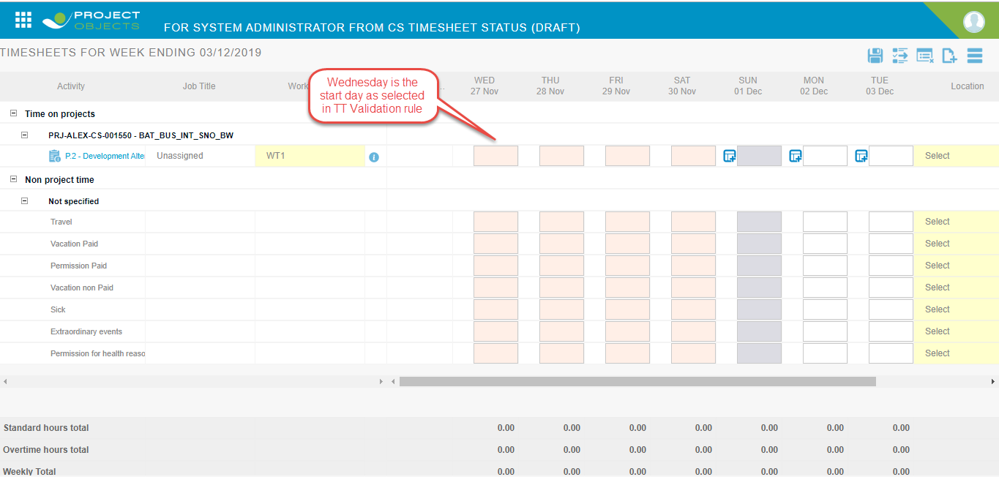 PROJECT
OBJECTS
FOR SYSTEM ADMINISTRATOR FROM CS TIMESHEET STATUS (DRAFT)
TIMESHEETS FOR WEEK ENDING 03/12/2019
Wednesday is the
start day as selected
in TT Validation rule
Activity Job Title Work .. WED THU FRI SAT SUN MON TUE Location
27 Nov 28 Nov 29 Nov 30 Nov 01 Dec 02 Dec 03 Dec
Time on projects
PRJ-ALEX-CS-001550 - BAT_BUS_INT_SNO_BW
P.2 - Development Alte Unassigned WT1 Select
Non project time
Not specified
Travel Select
Vacation Paid Select
Permission Paid Select
Vacation non Paid Select
Sick Select
Extraordinary events Select
Permission for health reaso Select
Standard hours total 0.00 0.00 0.00 0.00 0.00 0.00 0.00
Overtime hours total 0.00 0.00 0.00 0.00 0.00 0.00 0.00
Weekly Total 0.00 0.00 0.00 0.00 0.00 0.00 0.00